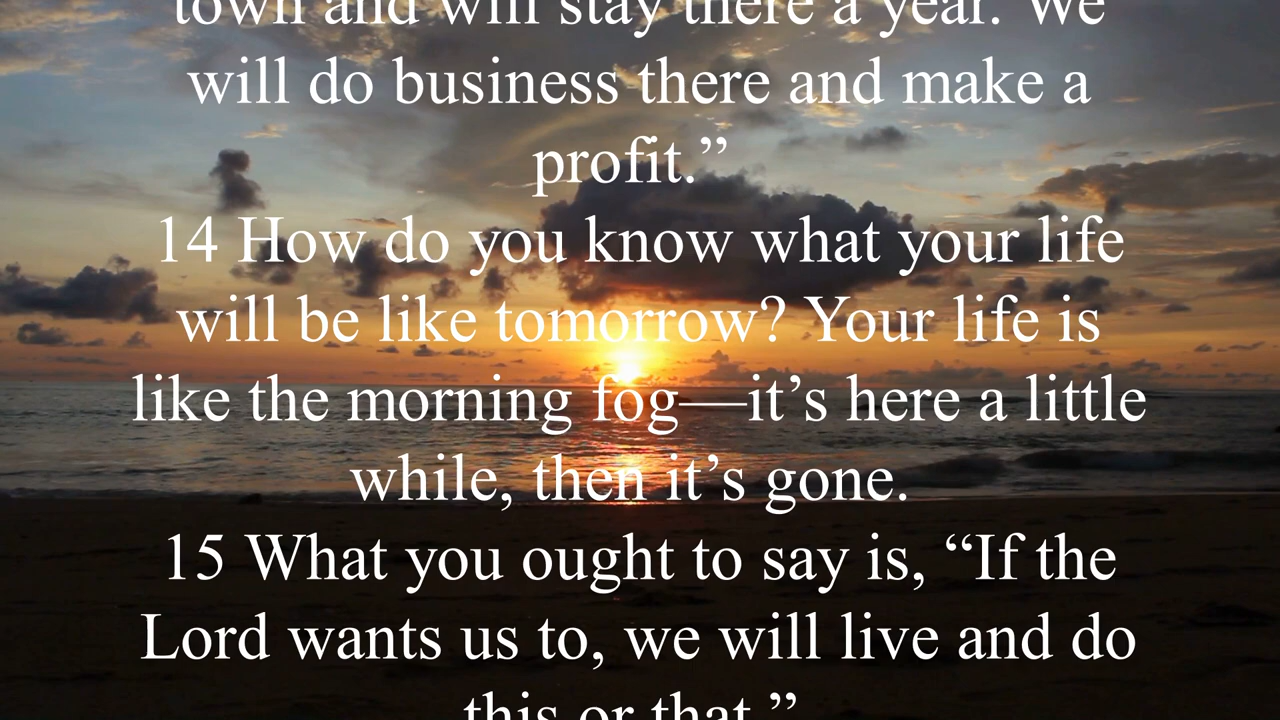 town and will stay there a year. We
will do business there and make a
profit.”
14 How do you know what your life
will be like tomorrow? Your life is
like the morning fog—it’s here a little
while, then it’s gone.
15 What you ought to say is, “If the
Lord wants us to, we will live and do
this or that.”